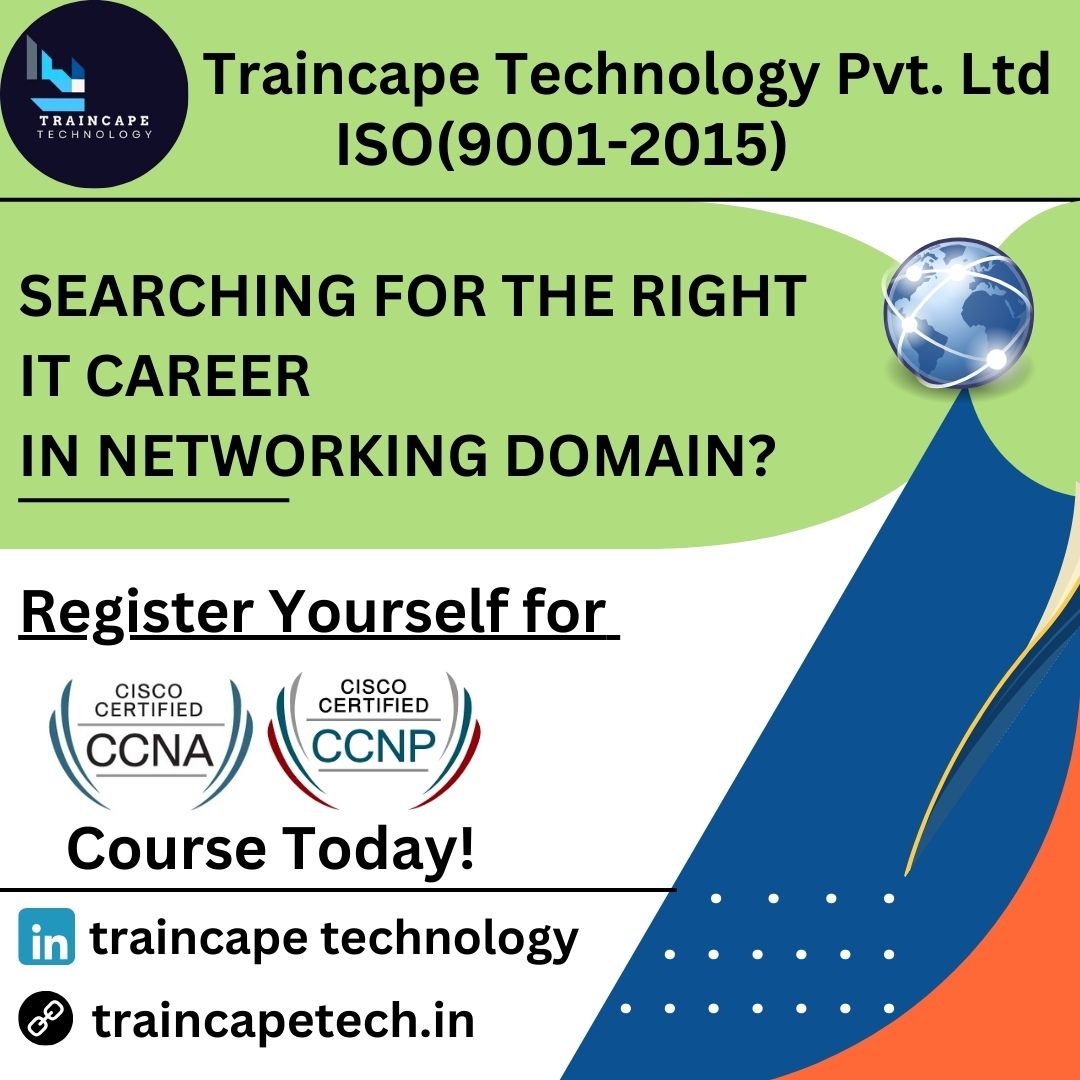 TRAINCAPE
TECHNOLOGY
Traincape Technology Pvt. Ltd
ISO(9001-2015)
SEARCHING FOR THE RIGHT
IT CAREER
IN NETWORKING DOMAIN?
Register Yourself for
CISCO
CERTIFIED
CCNA
CISCO
CERTIFIED
CCNP
Course Today!
in traincape technology
traincapetech.in